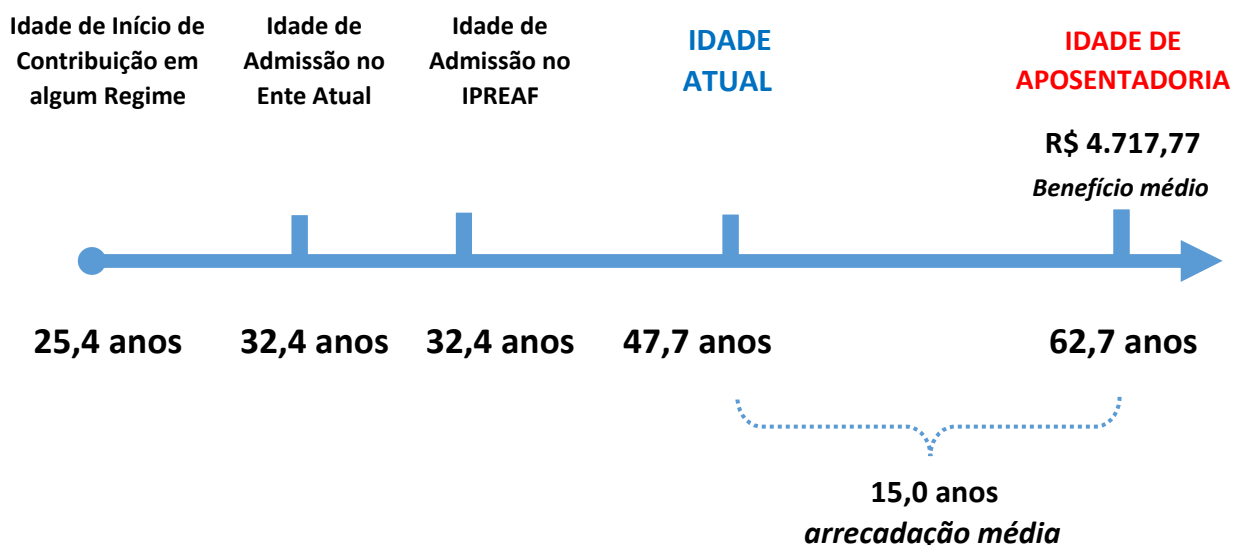 Idade de Início de
Contribuição em
algum Regime
Idade de
Admissão no
Ente Atual
Idade de
Admissão no
IPREAF
IDADE
ATUAL
IDADE DE
APOSENTADORIA
R$ 4.717,77
Benefício médio
25,4 anos
32,4 anos
32,4 anos
47,7 anos
62,7 anos
15,0 anos
arrecadação média